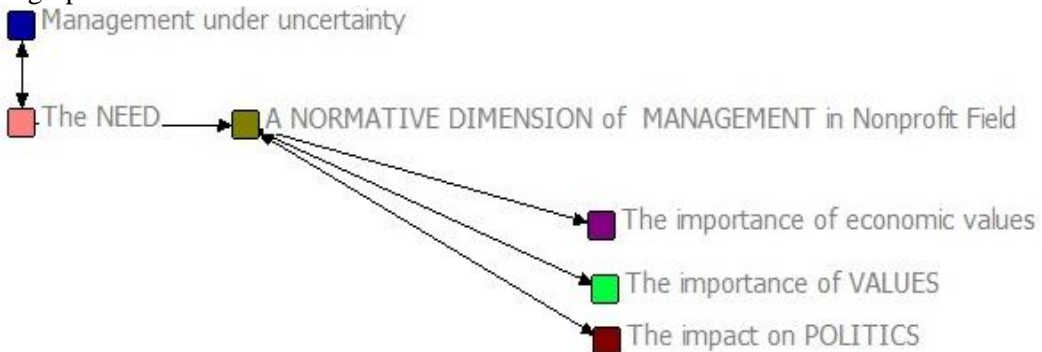 Management under uncertainty
The NEED
A NORMATIVE DIMENSION of MANAGEMENT in Nonprofit Field
The importance of economic values
The importance of VALUES
The impact on POLITICS